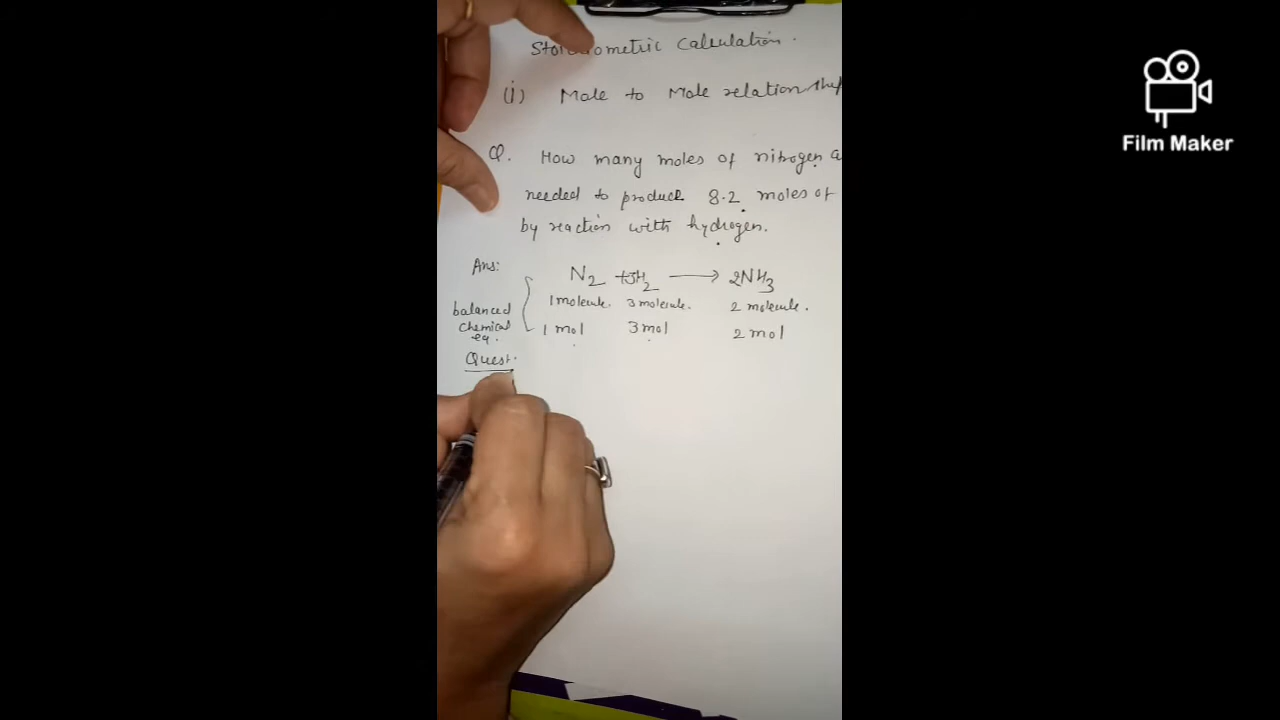 Stoichiometric Calculation.
(i) Mole to Mole relationship
Q. How many moles of nitrogen a
needed to produce 8.2 moles of
by reaction with hydrogen.
Ans: N2 +3H2 → 2NH3
1 molecule. 3 molecule. 2 molecule.
balanced chemical eq. 1 mol 3 mol 2 mol
Quest.
Film Maker